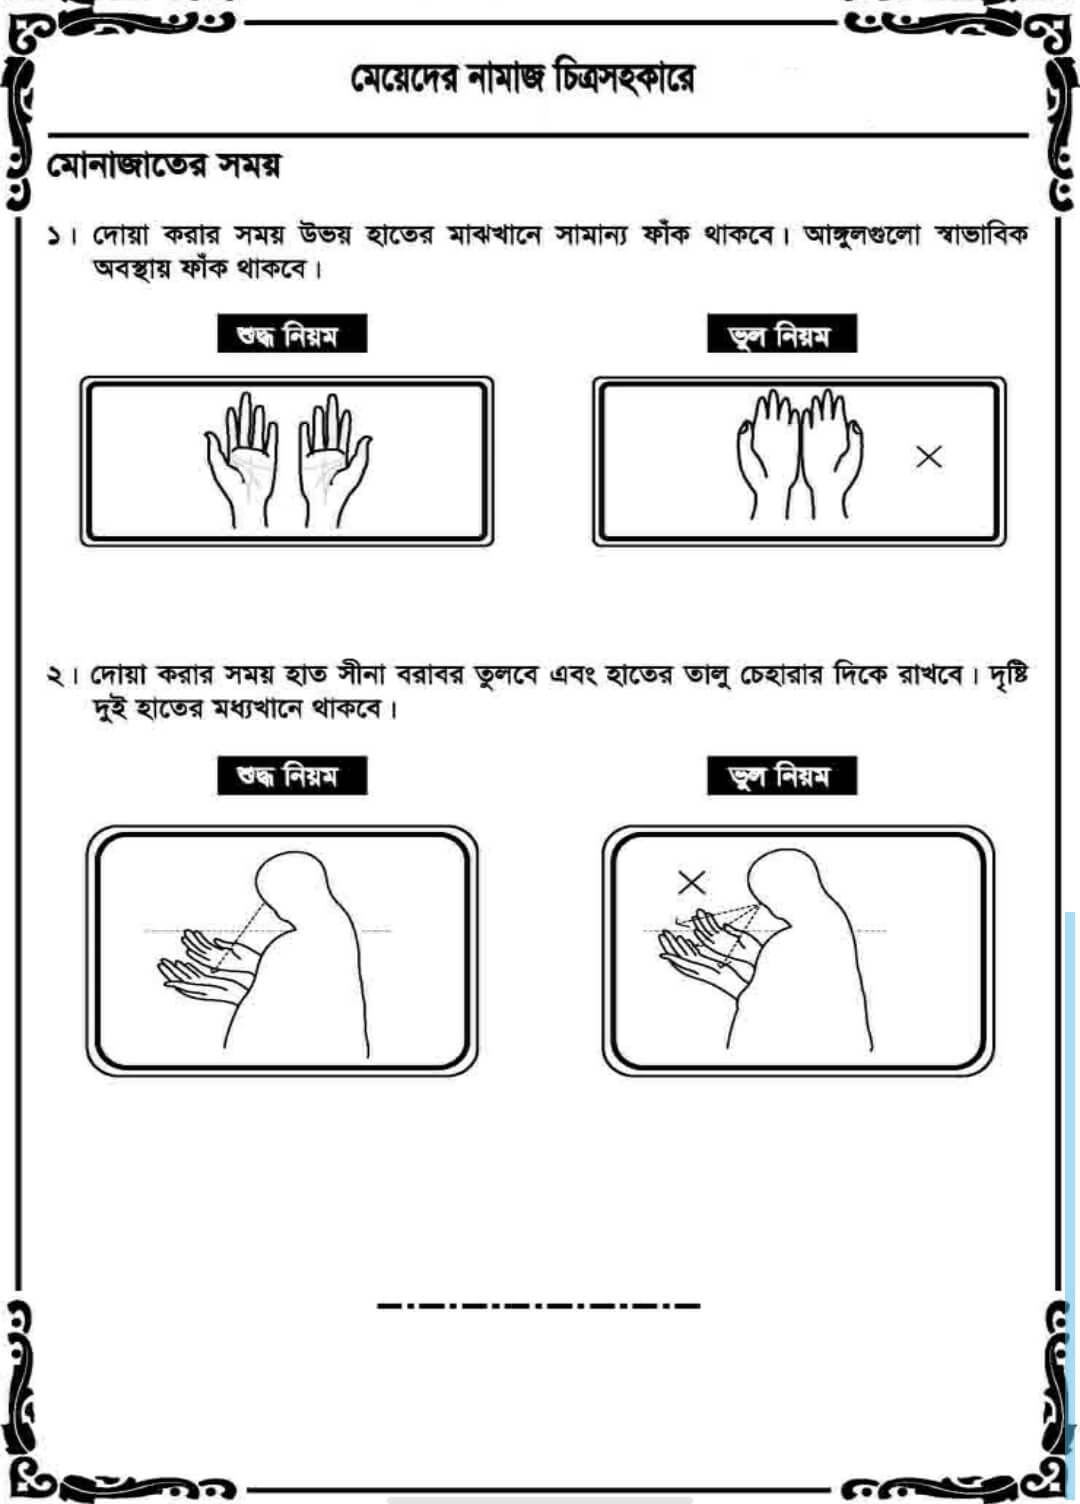 মেয়েদের নামাজ চিত্রসহকারে
মোনাজাতের সময়
১। দোয়া করার সময় উভয় হাতের মাঝখানে সামান্য ফাঁক থাকবে। আঙ্গুলগুলো স্বাভাবিক
অবস্থায় ফাঁক থাকবে।
শুদ্ধ নিয়ম
ভুল নিয়ম
২। দোয়া করার সময় হাত সীনা বরাবর তুলবে এবং হাতের তালু চেহারার দিকে রাখবে। দৃষ্টি
দুই হাতের মধ্যখানে থাকবে।
শুদ্ধ নিয়ম
ভুল নিয়ম